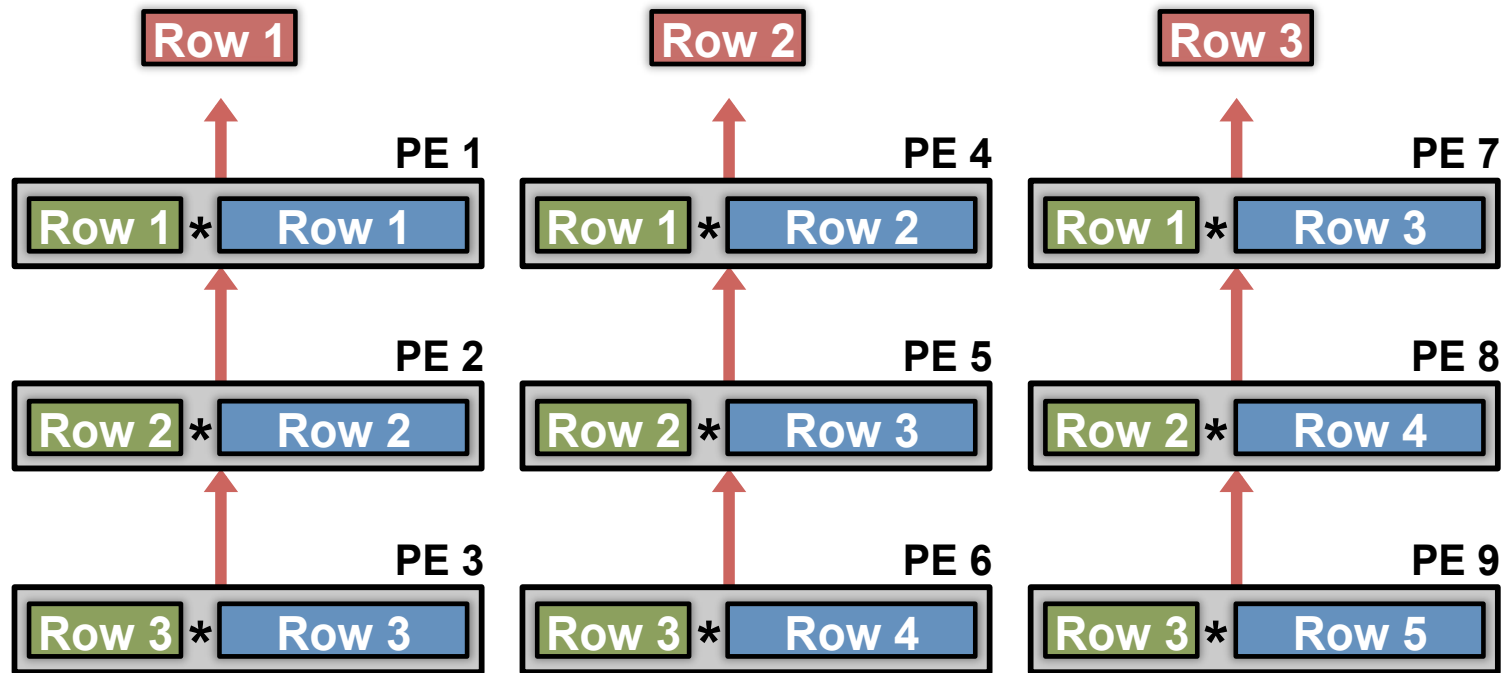 Row 1 Row 2 Row 3
PE 1 PE 4 PE 7
Row 1 * Row 1 Row 1 * Row 2 Row 1 * Row 3
PE 2 PE 5 PE 8
Row 2 * Row 2 Row 2 * Row 3 Row 2 * Row 4
PE 3 PE 6 PE 9
Row 3 * Row 3 Row 3 * Row 4 Row 3 * Row 5